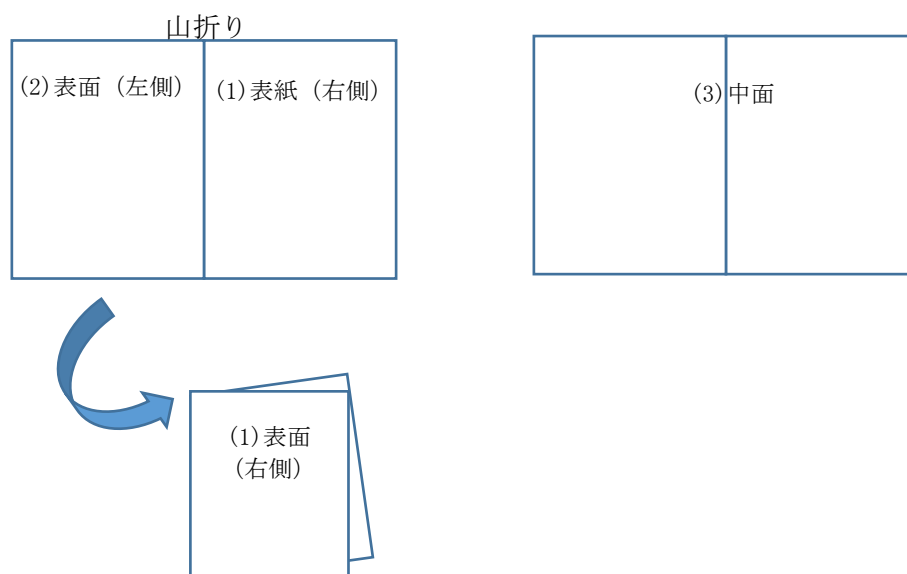 山折り
(2)表面（左側）
(1)表紙（右側）
(3)中面
(1)表面
（右側）